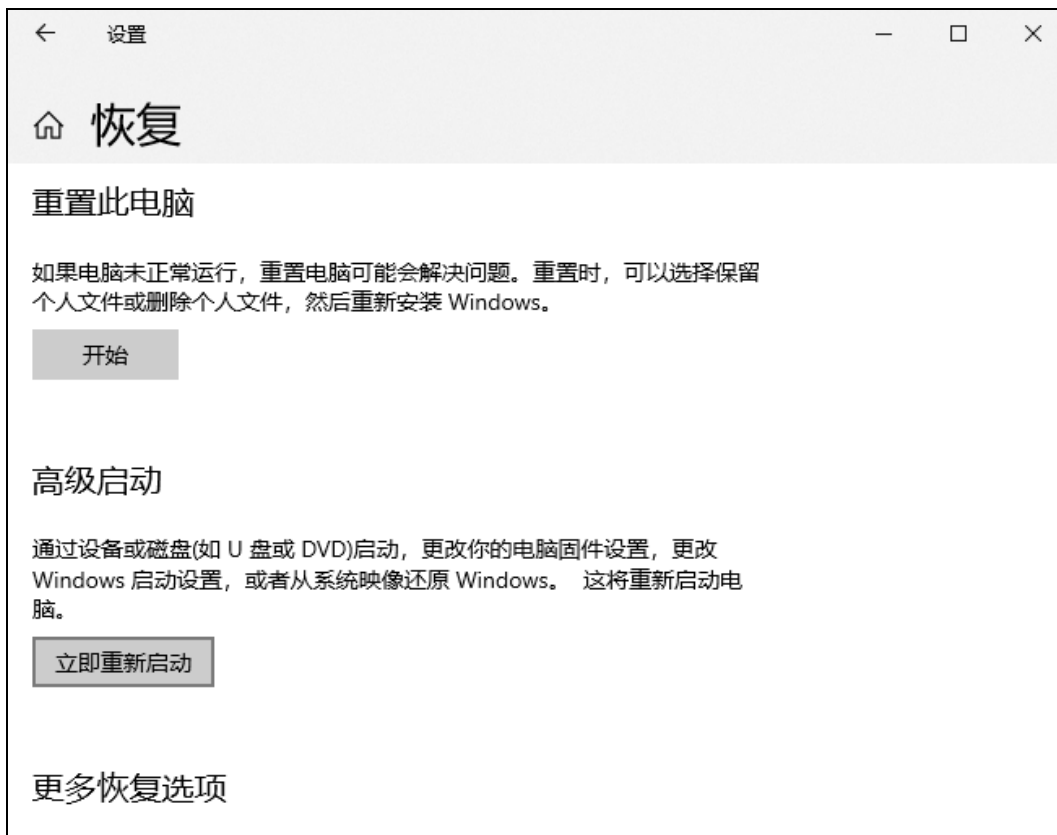 设置
恢复
重置此电脑
如果电脑未正常运行，重置电脑可能会解决问题。重置时，可以选择保留
个人文件或删除个人文件，然后重新安装 Windows。
开始
高级启动
通过设备或磁盘(如 U 盘或 DVD)启动，更改你的电脑固件设置，更改
Windows 启动设置，或者从系统映像还原 Windows。 这将重新启动电
脑。
立即重新启动
更多恢复选项